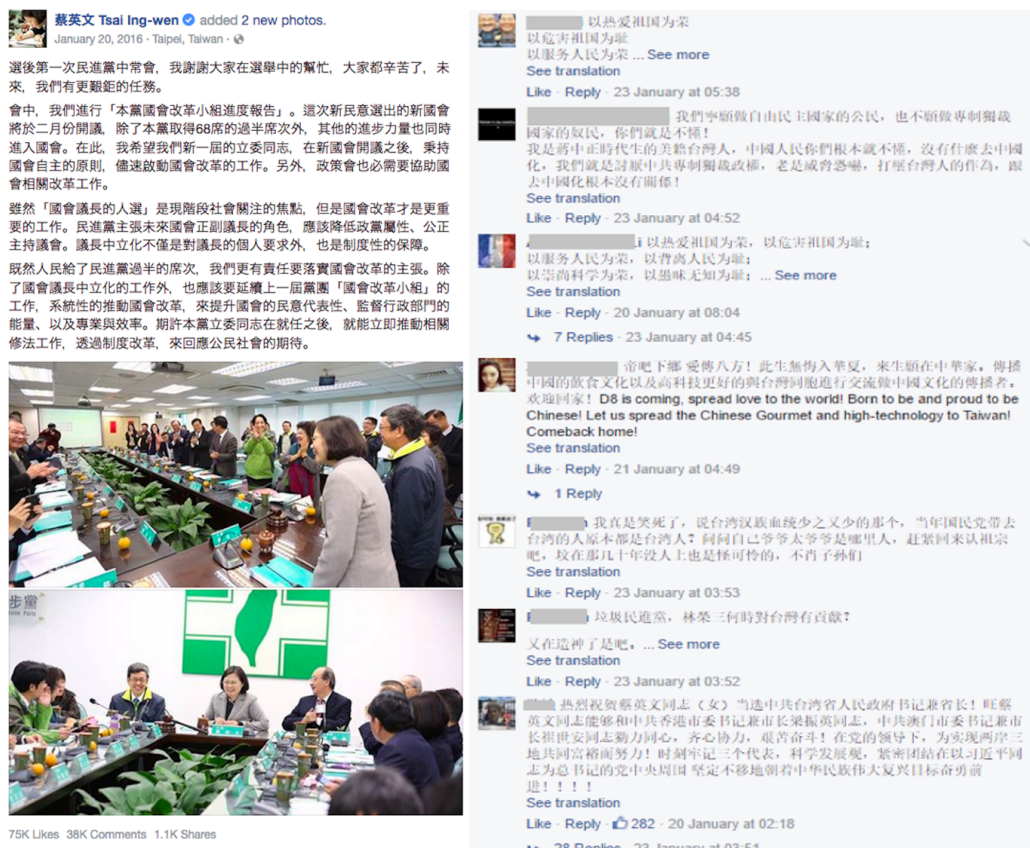 蔡英文 Tsai Ing-wen added 2 new photos.
January 20, 2016 · Taipei, Taiwan ·
選後第一次民進黨中常會，我謝謝大家在選舉中的幫忙，大家都辛苦了，未
來，我們有更艱鉅的任務。
會中，我們進行「本黨國會改革小組進度報告」。這次新民意選出的新國會
將於二月份開議，除了本黨取得68席的過半席次外，其他的進步力量也同時
進入國會。在此，我希望我們新一屆的立委同志，在新國會開議之後，秉持
國會自主的原則，儘速啟動國會改革的工作。另外，政策會也必需要協助國
會相關改革工作。
雖然「國會議長的人選」是現階段社會關注的焦點，但是國會改革才是更重
要的工作。民進黨主張未來國會正副議長的角色，應該降低政黨屬性、公正
主持議會。議長中立化不僅是對議長的個人要求外，也是制度性的保障。
既然人民給了民進黨過半的席次，我們更有責任要落實國會改革的主張。除
了國會議長中立化的工作外，也應該要延續上一屆黨團「國會改革小組」的
工作，系統性的推動國會改革，來提升國會的民意代表性、監督行政部門的
能量、以及專業與效率。期許本黨立委同志在就任之後，就能立即推動相關
修法工作，透過制度改革，來回應公民社會的期待。
步黨
75K Likes 38K Comments 1.1K Shares
以热爱祖国为荣
以危害祖国为耻
以服务人民为荣 ... See more
See translation
Like · Reply · 23 January at 05:38
我們寧願做自由民主國家的公民，也不願做專制獨裁
國家的奴民，你們就是不懂！
我是蔣中正時代生的美籍台灣人，中國人你們根本就不懂，沒有什麼去中國
化，我們就是討厭中共專制獨裁政權，老是威脅恐嚇，打壓台灣人的作為，跟
去中國化根本沒有關係！
See translation
Like · Reply · 23 January at 04:52
以热爱祖国为荣，以危害祖国为耻；
以服务人民为荣，以背离人民为耻；
以崇尚科学为荣，以愚昧无知为耻；... See more
See translation
Like · Reply · 20 January at 08:04
7 Replies · 23 January at 04:45
帝吧下鄉 愛傳八方！此生無悔入華夏，來生願在中華家。傳播
中國的飲食文化以及高科技更好的與台灣同胞進行交流做中國文化的傳播者。
欢迎回家！D8 is coming, spread love to the world! Born to be and proud to be
Chinese! Let us spread the Chinese Gourmet and high-technology to Taiwan!
Comeback home!
See translation
Like · Reply · 21 January at 04:49
1 Reply
我真是笑死了，说台湾汉族血统少之又少的那个，当年国民党带去
台湾的人原本都是台湾人？问问自己爷爷太爷爷是哪里人，赶紧回来认祖宗
吧，坟在那几十年没人上也是怪可怜的，不肖子孙们
See translation
Like · Reply · 23 January at 03:53
垃圾民進黨，林榮三何時對台灣有貢獻？
又在造神了是吧。... See more
See translation
Like · Reply · 23 January at 03:52
热烈祝贺蔡英文同志（女）当选中共台湾省人民政府书记兼省长！旺蔡
英文同志能够和中共香港市委书记兼市长梁振英同志，中共澳门市委书记兼市
长崔世安同志勠力同心，齐心协力，艰苦奋斗！在党的领导下，为实现两岸三
地共同富裕而努力！时刻牢记三个代表，科学发展观，紧密团结在以习近平同
志为总书记的党中央周围 坚定不移地朝着中华民族伟大复兴目标奋勇前
进！！！！
See translation
Like · Reply · 282 · 20 January at 02:18
28 Replies · 23 January at 03:51